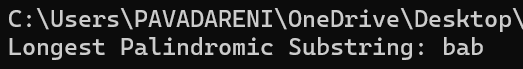 C:\Users\PAVADARENI\OneDrive\Desktop\
Longest Palindromic Substring: bab